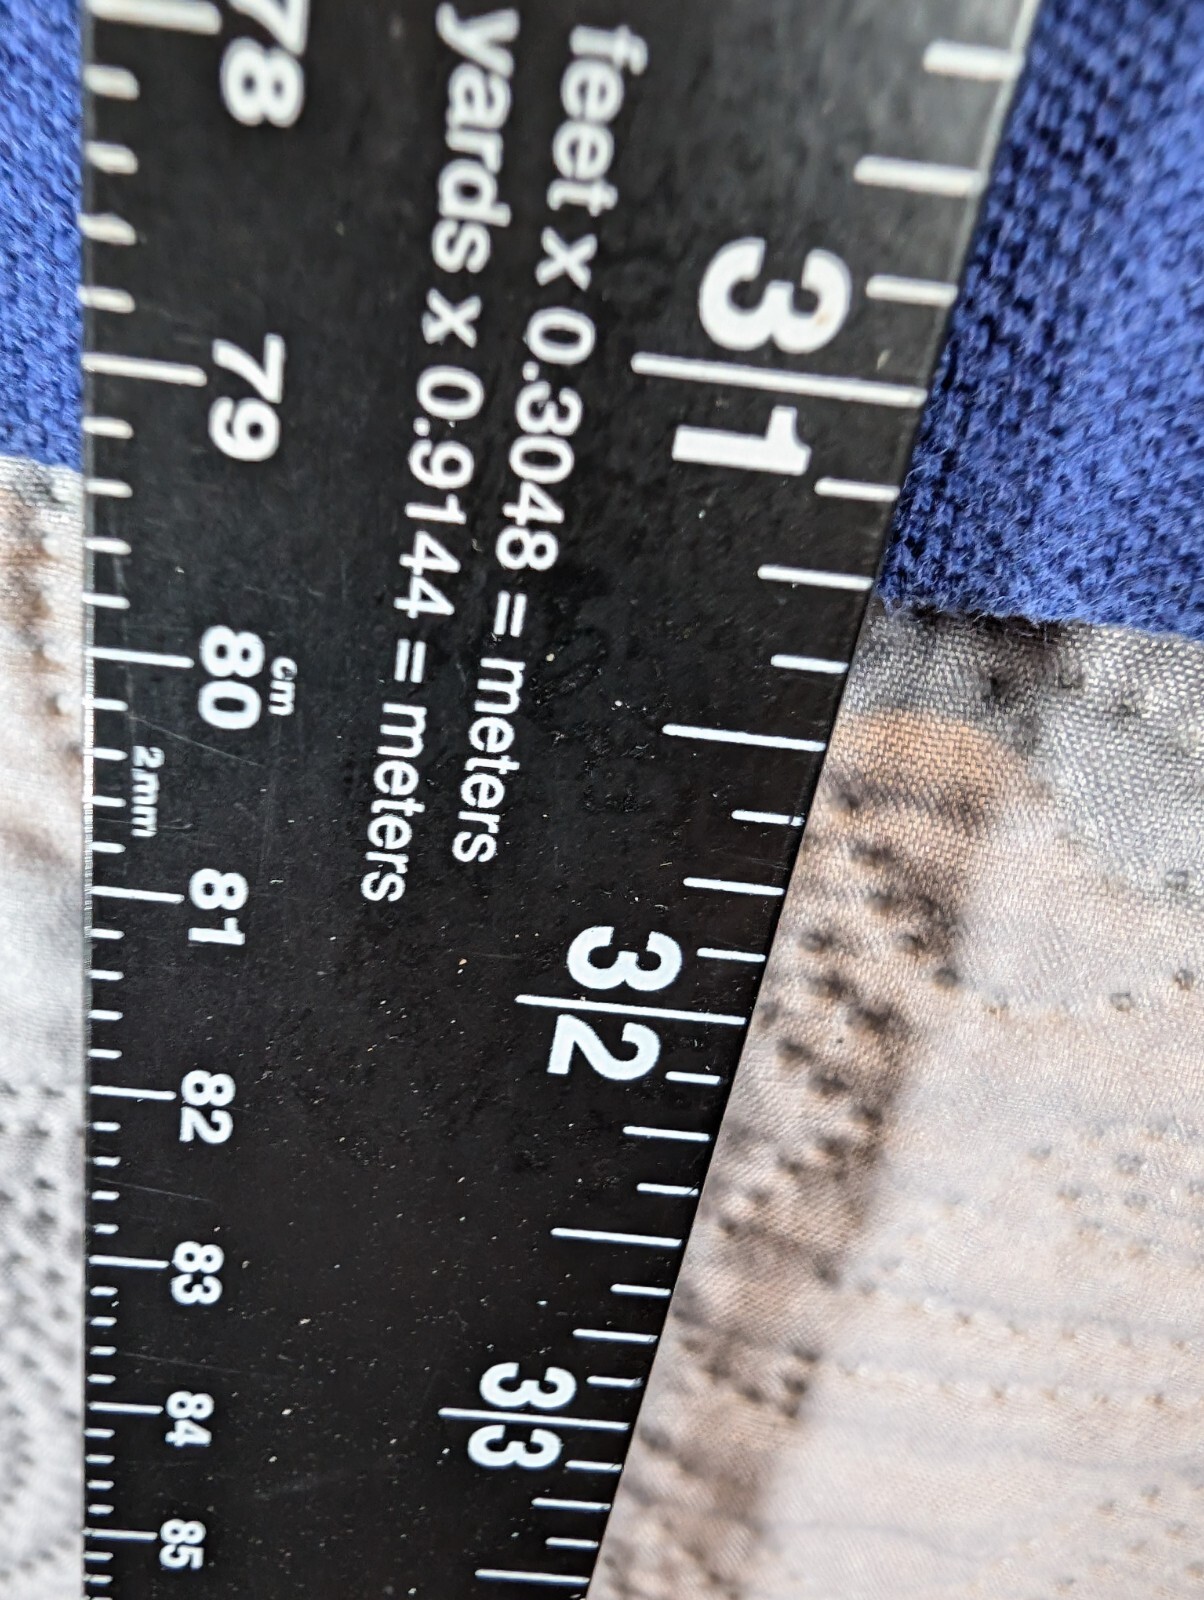 feet x 0.3048 = meters
yards x 0.9144 = meters
31
32
33
78
79
80
cm
2mm
81
82
83
84
85